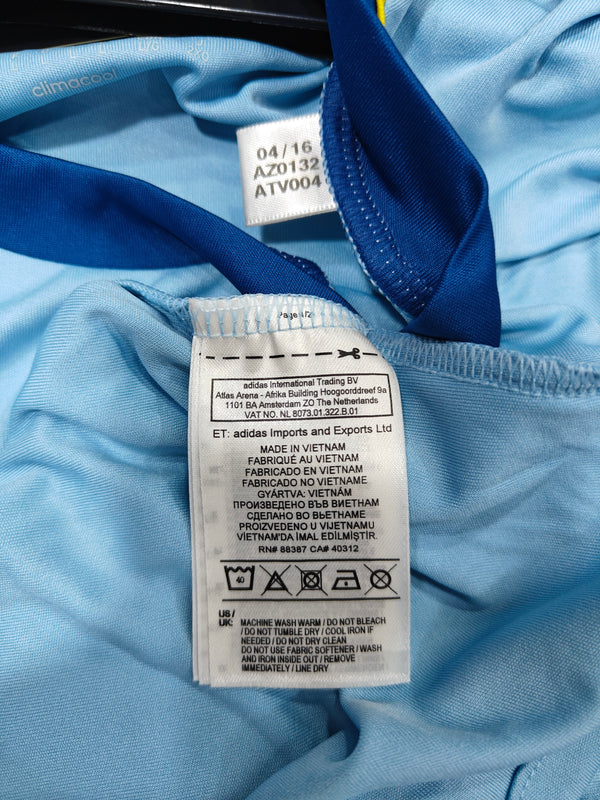 climacool
04/16
AZ0132
ATV004
adidas International Trading BV
Atlas Arena - Afrika Building Hoogoorddreef 9a
1101 BA Amsterdam ZO The Netherlands
VAT NO. NL 8073.01.322.B.01
ET: adidas Imports and Exports Ltd
MADE IN VIETNAM
FABRIQUÉ AU VIETNAM
FABRICADO EN VIETNAM
FABRICADO NO VIETNAME
GYÁRTVA: VIETNÁM
ПРОИЗВЕДЕНО ВЪВ ВИЕТНАМ
СДЕЛАНО ВО ВЬЕТНАМЕ
PROIZVEDENO U VIJETNAMU
VIETNAM'DA İMAL EDİLMİŞTİR.
RN# 88387 CA# 40312
40
US /
UK: MACHINE WASH WARM / DO NOT BLEACH
/ DO NOT TUMBLE DRY / COOL IRON IF
NEEDED / DO NOT DRY CLEAN
DO NOT USE FABRIC SOFTENER / WASH
AND IRON INSIDE OUT / REMOVE
IMMEDIATELY / LINE DRY